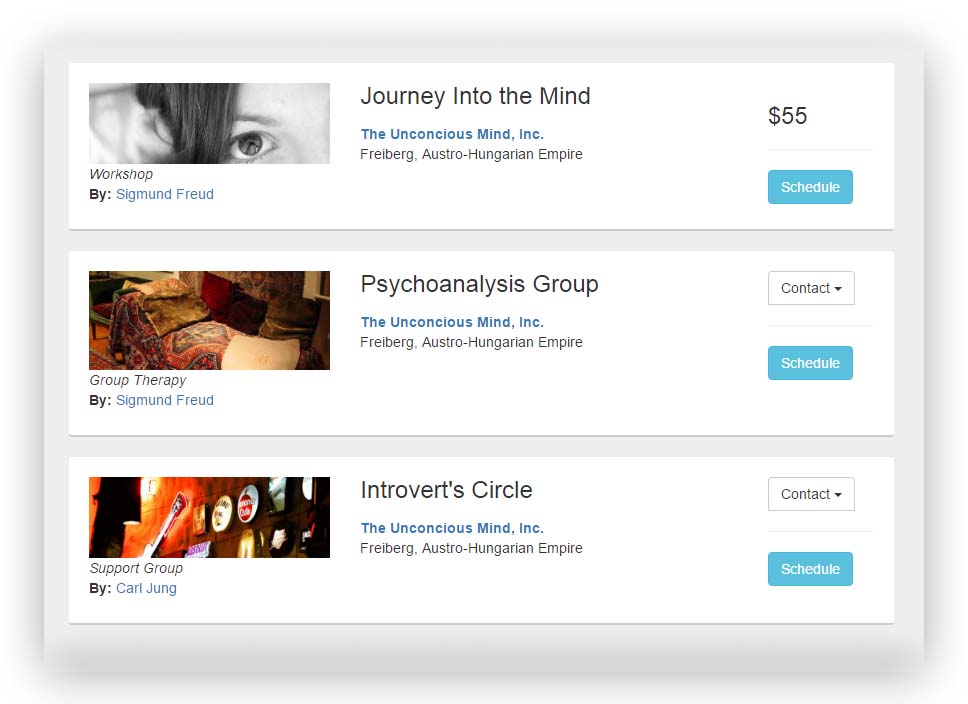 Journey Into the Mind
The Unconcious Mind, Inc.
Freiberg, Austro-Hungarian Empire
Workshop
By: Sigmund Freud
$55
Schedule
Psychoanalysis Group
The Unconcious Mind, Inc.
Freiberg, Austro-Hungarian Empire
Group Therapy
By: Sigmund Freud
Contact
Schedule
Introvert's Circle
The Unconcious Mind, Inc.
Freiberg, Austro-Hungarian Empire
Support Group
By: Carl Jung
Contact
Schedule